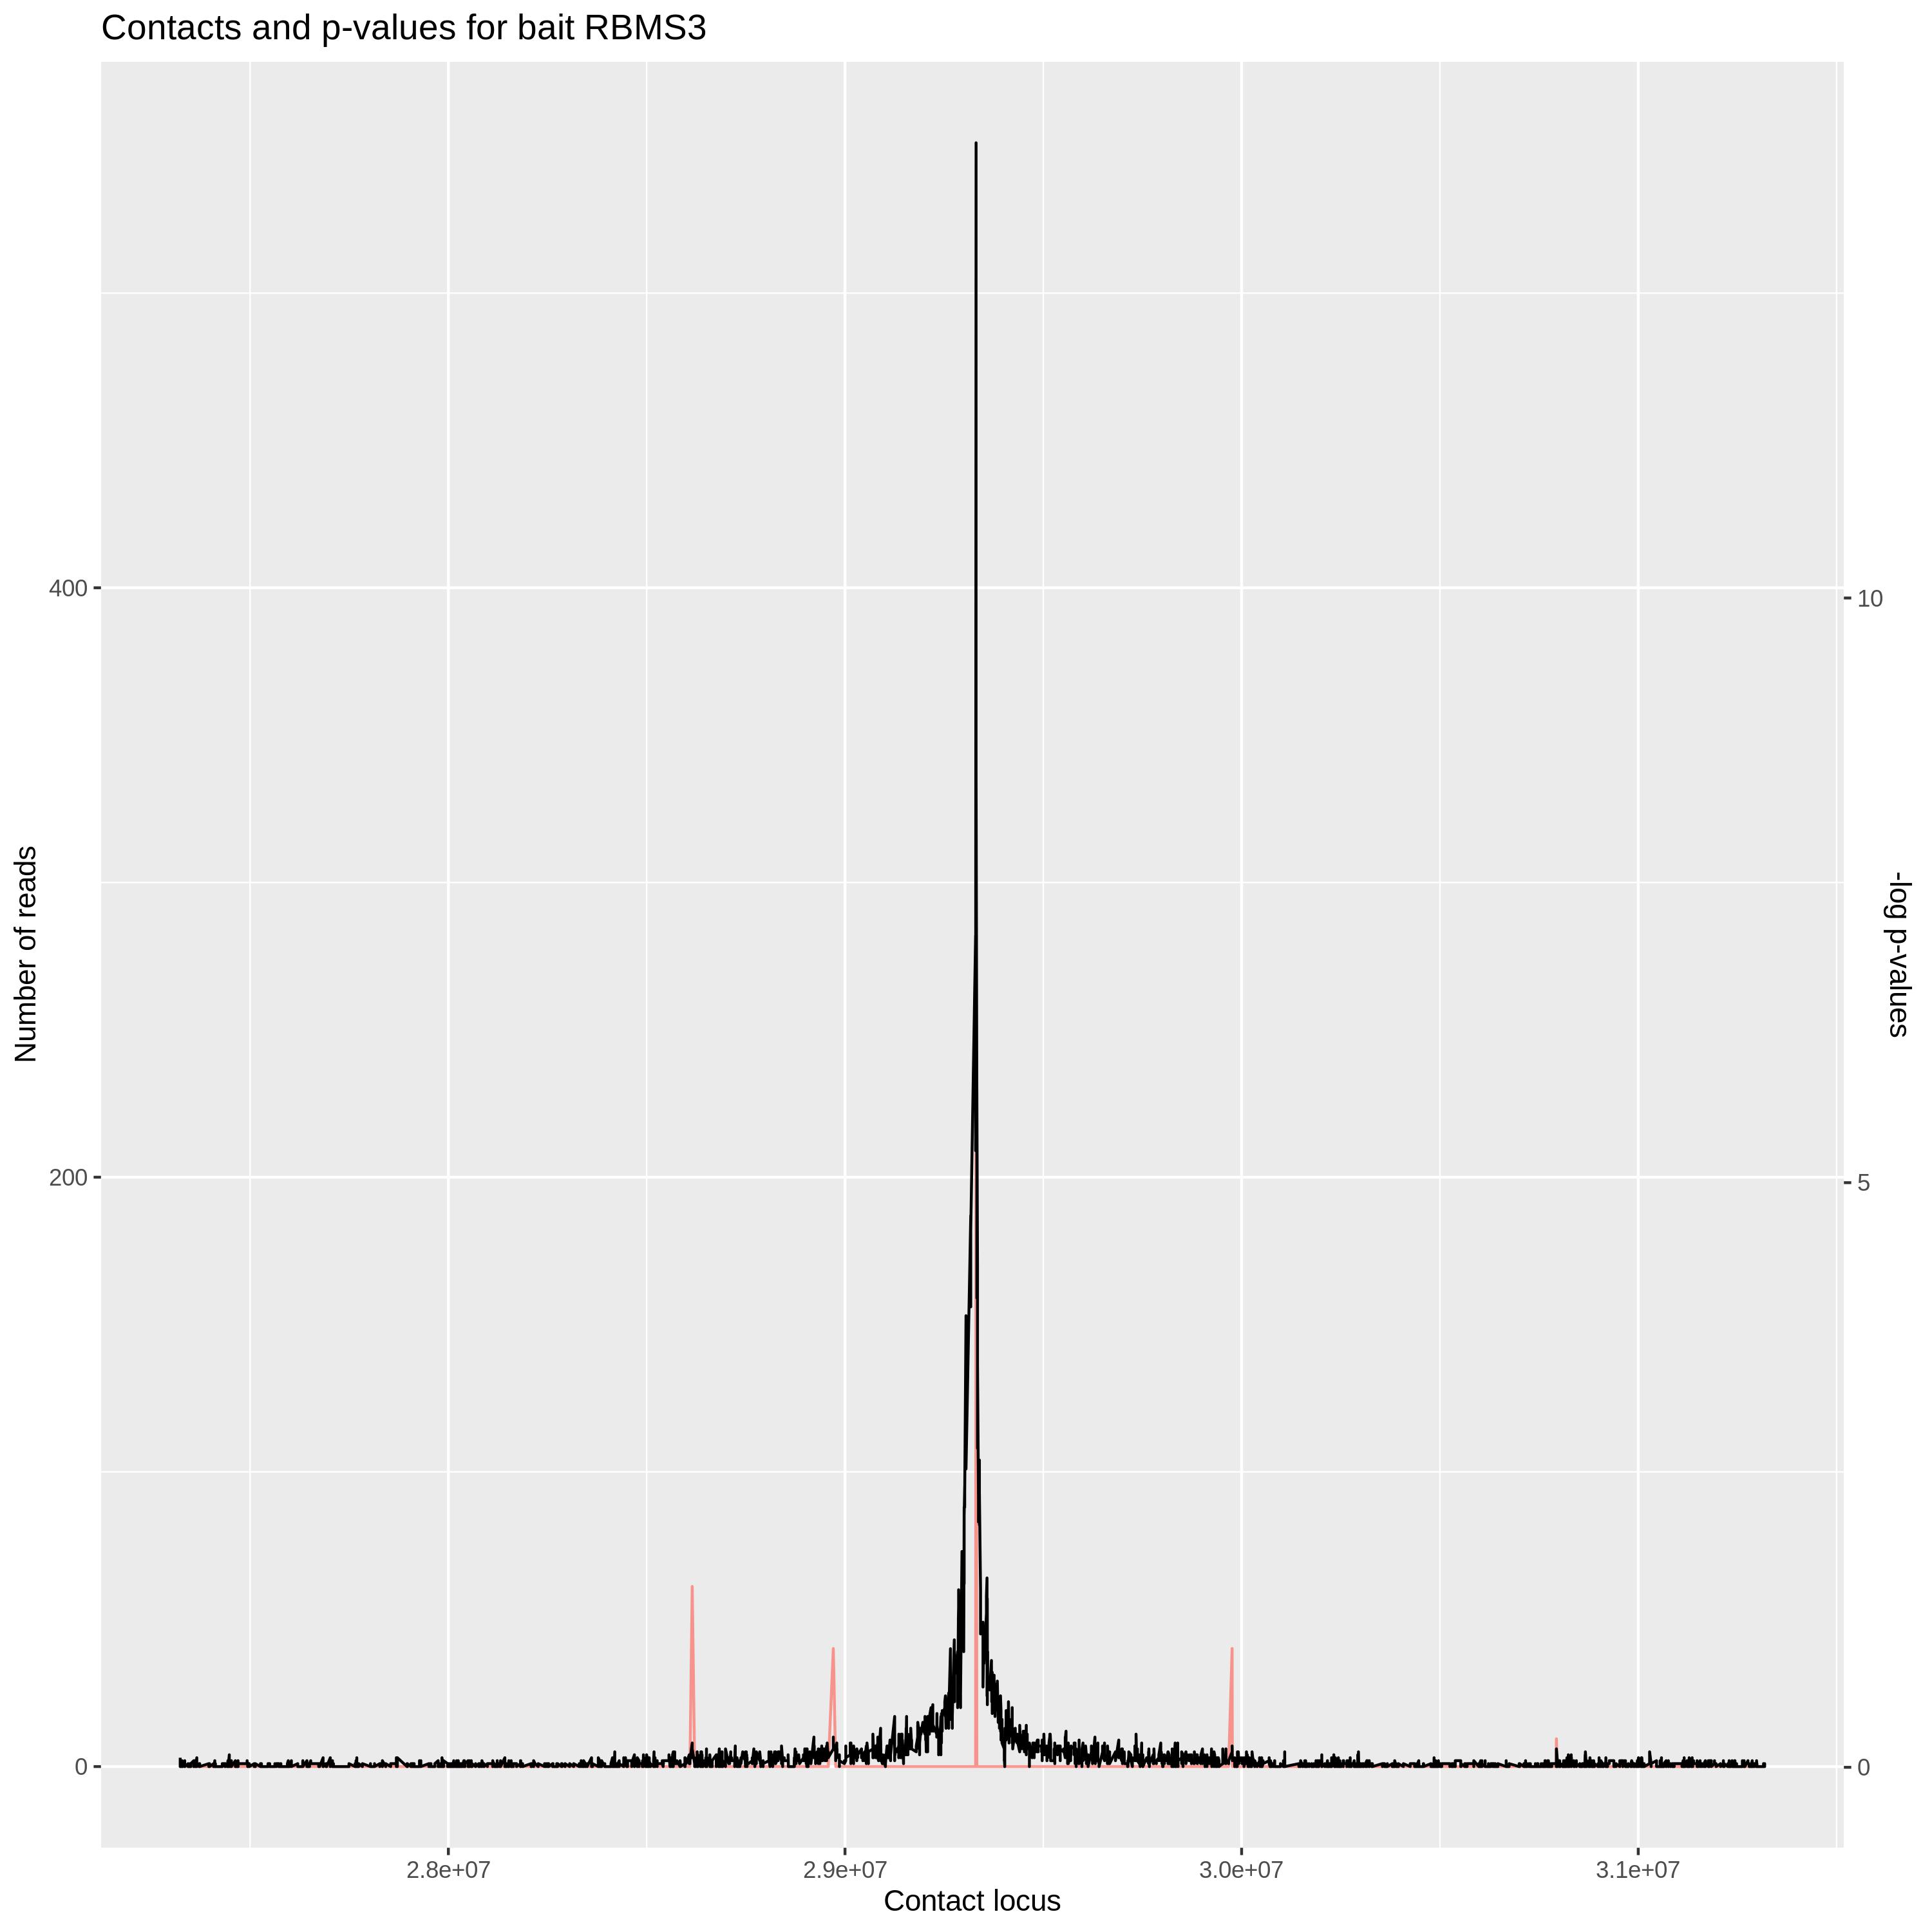 Contacts and p-values for bait RBMS3
Number of reads
400
200
0
10
5
0
-log p-values
2.8e+07
2.9e+07
3.0e+07
3.1e+07
Contact locus